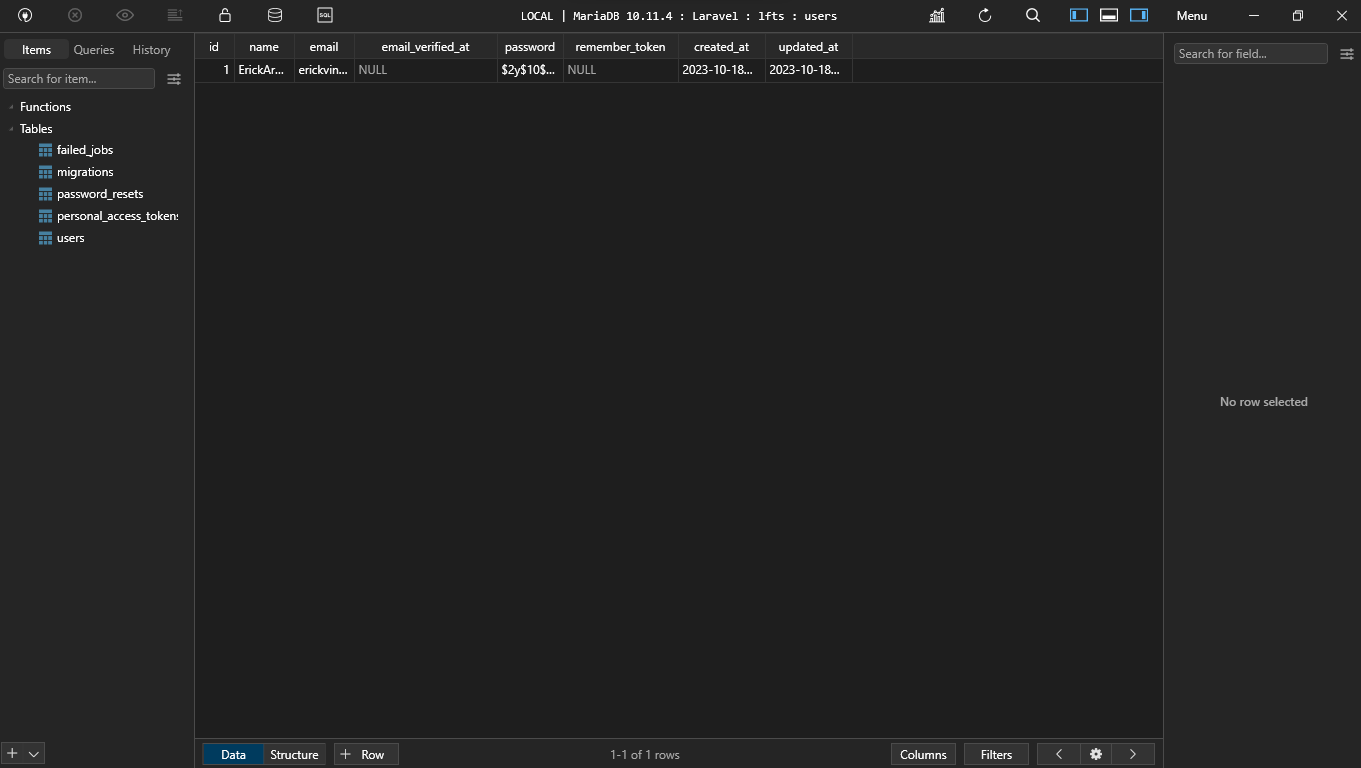 SQL LOCAL | MariaDB 10.11.4 : Laravel : lfts : users Menu
Items Queries History
Search for item...
Functions
Tables
failed_jobs
migrations
password_resets
personal_access_tokens
users
id name email email_verified_at password remember_token created_at updated_at
1 ErickAr... erickvin... NULL $2y$10$... NULL 2023-10-18... 2023-10-18...
Search for field...
No row selected
Data Structure + Row 1-1 of 1 rows Columns Filters